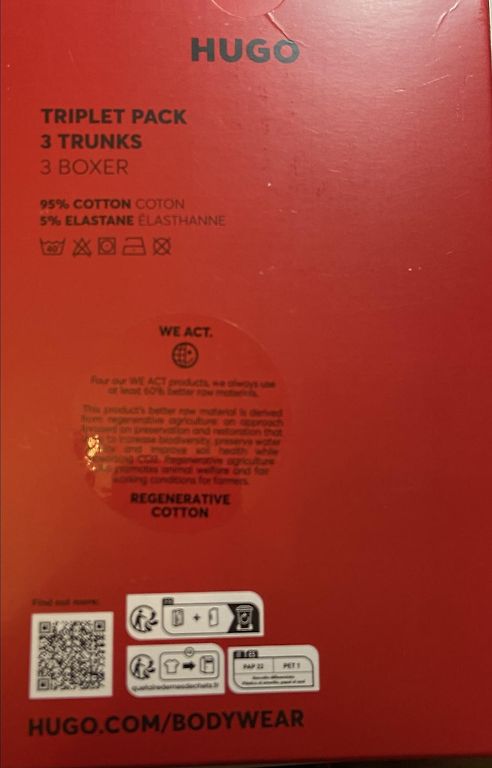 HUGO
TRIPLET PACK
3 TRUNKS
3 BOXER
95% COTTON COTON
5% ELASTANE ÉLASTHANNE
40
WE ACT.
Four our WE ACT products, we always use
at least 60% better raw materials.
This product's better raw material is derived
from regenerative agriculture: an approach
focused on preservation and restoration that
to increase biodiversity, preserve water
and improve soil health while
CO2. Regenerative agriculture
promotes animal welfare and fair
working conditions for farmers.
REGENERATIVE
COTTON
Find out more:
FR
+
quefairedemesdechets.fr
PAP 22 PET 1
HUGO.COM/BODYWEAR